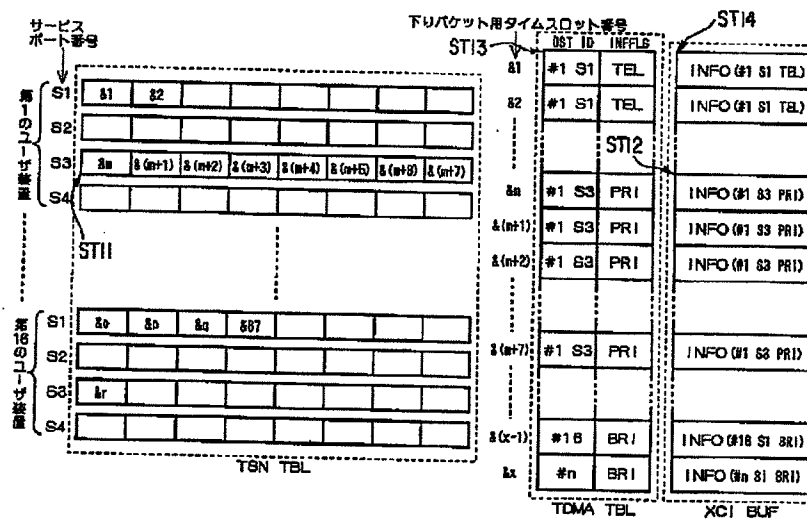 サービス
ポート番号
下りパケット用タイムスロット番号
ST13
ST14
DST ID INFFLG
第1のユーザ装置
S1 &1 &2
S2
S3 &m &(m+1) &(m+2) &(m+3) &(m+4) &(m+5) &(m+6) &(m+7)
S4
ST11
第16のユーザ装置
S1 &o &p &q &87
S2
S3 &r
S4
TSN TBL
&1 #1 S1 TEL INFO(#1 S1 TEL)
&2 #1 S1 TEL INFO(#1 S1 TEL)
ST12
&m #1 S3 PRI INFO(#1 S3 PRI)
&(m+1) #1 S3 PRI INFO(#1 S3 PRI)
&(m+2) #1 S3 PRI INFO(#1 S3 PRI)
&(m+7) #1 S3 PRI INFO(#1 S3 PRI)
&(x-1) #16 BRI INFO(#16 S1 BRI)
&x #n BRI INFO(#n S1 BRI)
TDMA TBL
XCI BUF